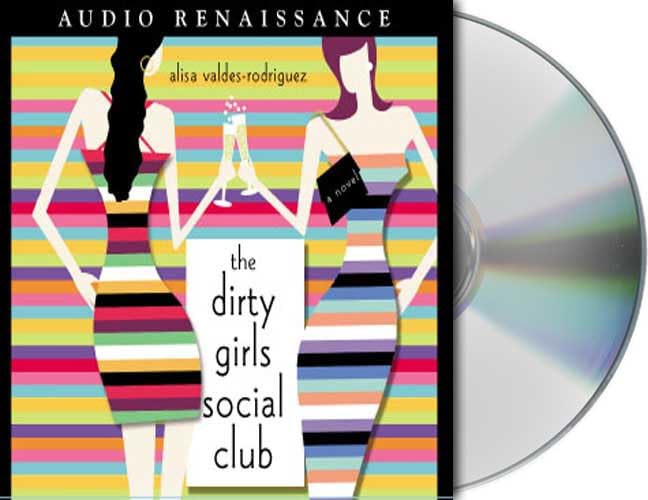 AUDIO RENAISSANCE
alisa valdes-rodriguez
a novel
the
dirty
girls
social
club